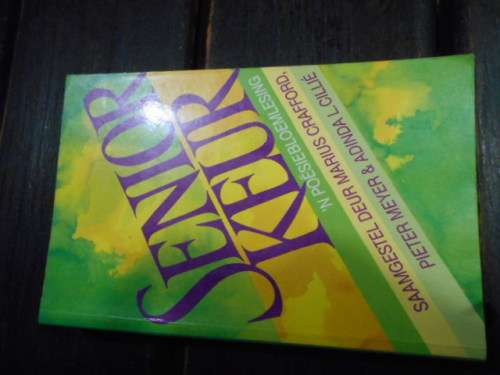 SENIOR
KEUR
'N POËSIEBLOEMLESING
SAAMGESTEL DEUR MARIUS CRAFFORD,
PIETER MEYER & ADINDA L. CILLIÉ